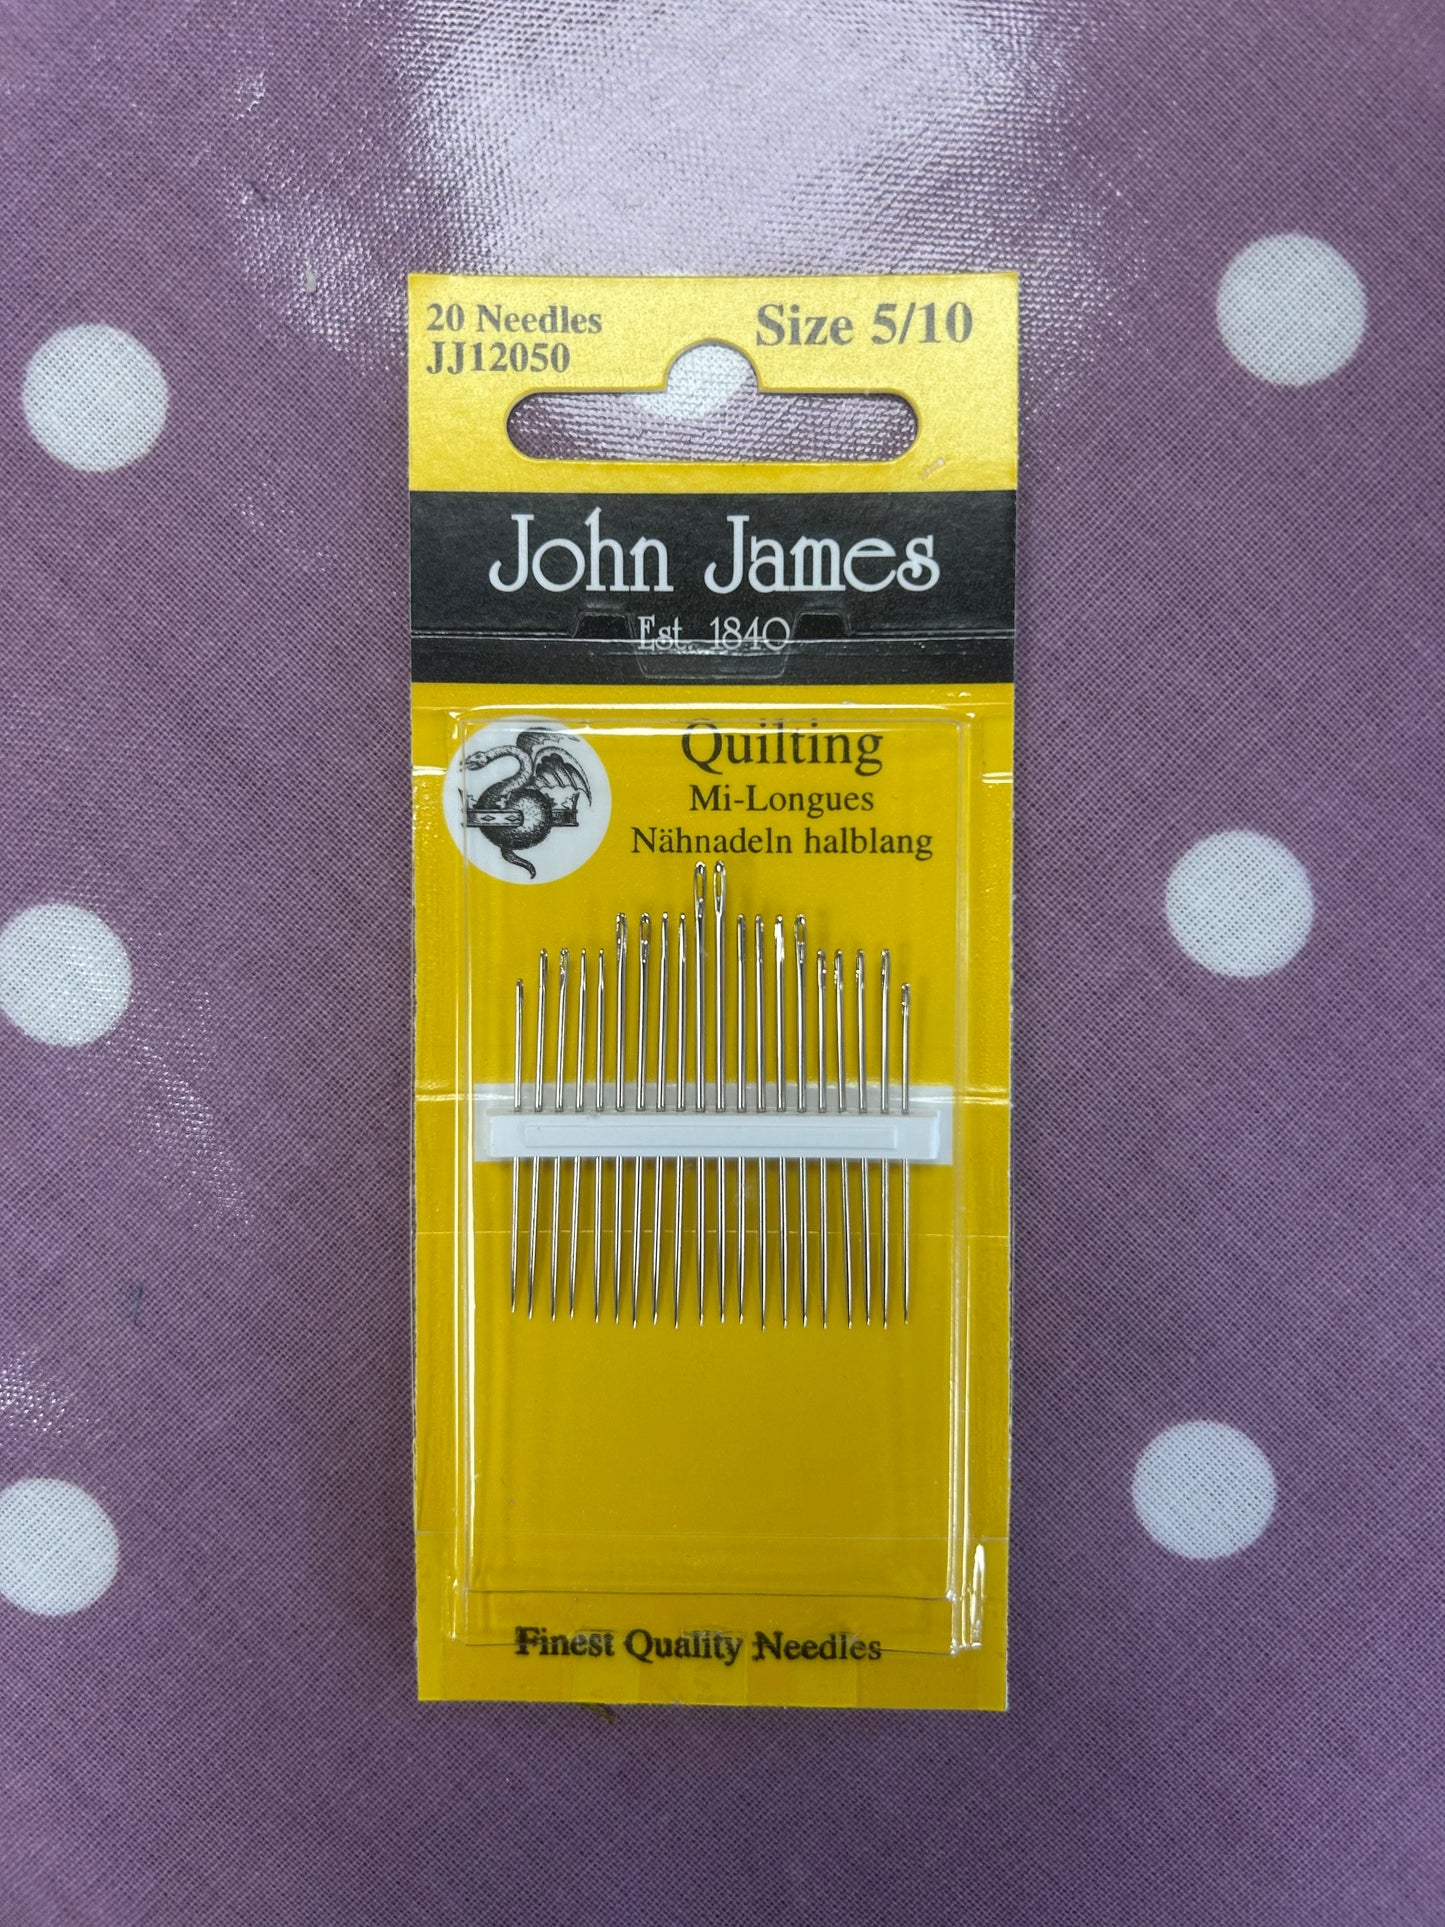 20 Needles
JJ12050
Size 5/10
John James
Est. 1840
Quilting
Mi-Longues
Nähnadeln halblang
Finest Quality Needles